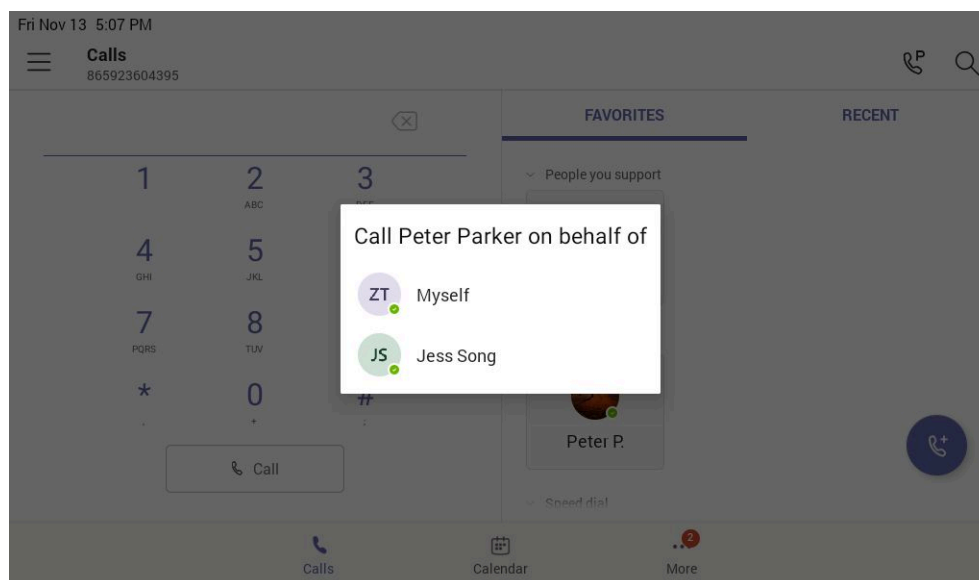 Fri Nov 13 5:07 PM
Calls
865923604395
P
FAVORITES
RECENT
People you support
1
2
ABC
3
Call Peter Parker on behalf of
ZT Myself
JS Jess Song
4
GHI
5
JKL
7
PQRS
8
TUV
*
0
+
#
Peter P.
Call
Speed dial
Calls
Calendar
2
More